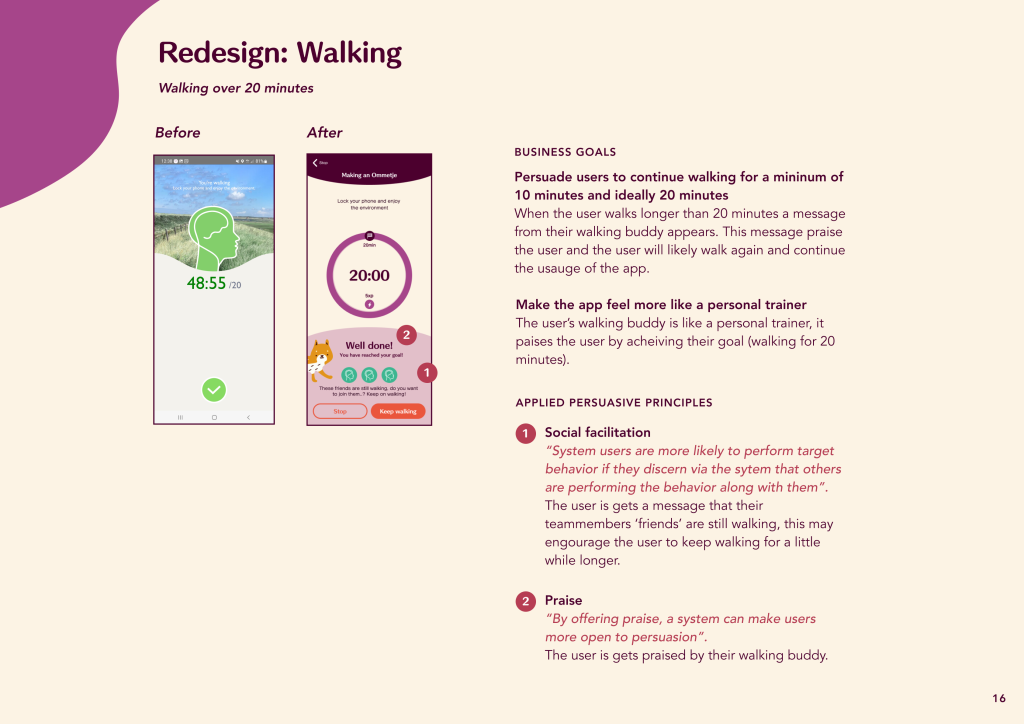 Redesign: Walking
Walking over 20 minutes
Before
After
12:38
81%
You're walking
Lock your phone and enjoy the environment
48:55 /20
Stop
Making an Ommetje
Lock your phone and enjoy
the environment
20min
20:00
5xp
2
Well done!
You have reached your goal!
1
These friends are still walking, do you want
to join them..? Keep on walking!
Stop
Keep walking
BUSINESS GOALS
Persuade users to continue walking for a mininum of
10 minutes and ideally 20 minutes
When the user walks longer than 20 minutes a message
from their walking buddy appears. This message praise
the user and the user will likely walk again and continue
the usauge of the app.
Make the app feel more like a personal trainer
The user’s walking buddy is like a personal trainer, it
paises the user by acheiving their goal (walking for 20
minutes).
APPLIED PERSUASIVE PRINCIPLES
1 Social facilitation
“System users are more likely to perform target
behavior if they discern via the sytem that others
are performing the behavior along with them”.
The user is gets a message that their
teammembers ‘friends’ are still walking, this may
engourage the user to keep walking for a little
while longer.
2 Praise
“By offering praise, a system can make users
more open to persuasion”.
The user is gets praised by their walking buddy.
16